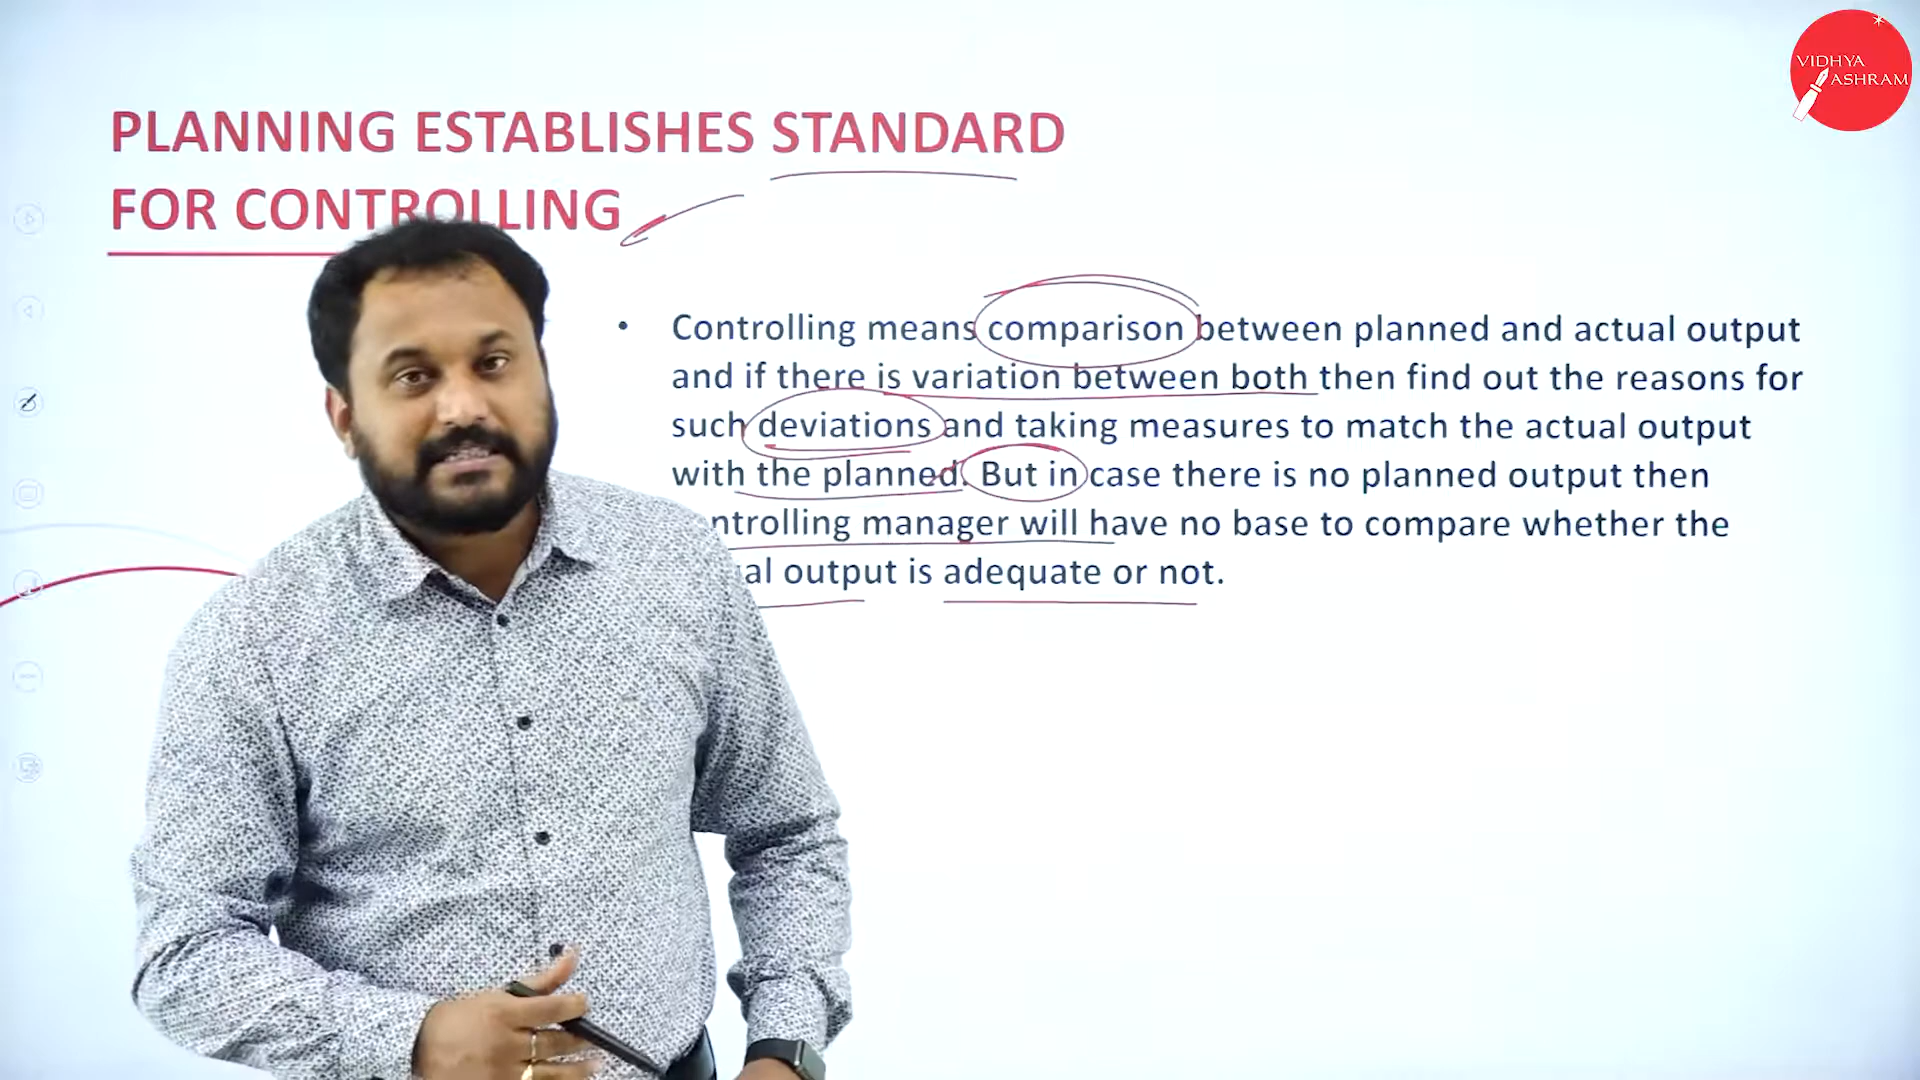 VIDHYA
ASHRAM
PLANNING ESTABLISHES STANDARD
FOR CONTROLLING
• Controlling means comparison between planned and actual output
and if there is variation between both then find out the reasons for
such deviations and taking measures to match the actual output
with the planned. But in case there is no planned output then
ntrolling manager will have no base to compare whether the
al output is adequate or not.